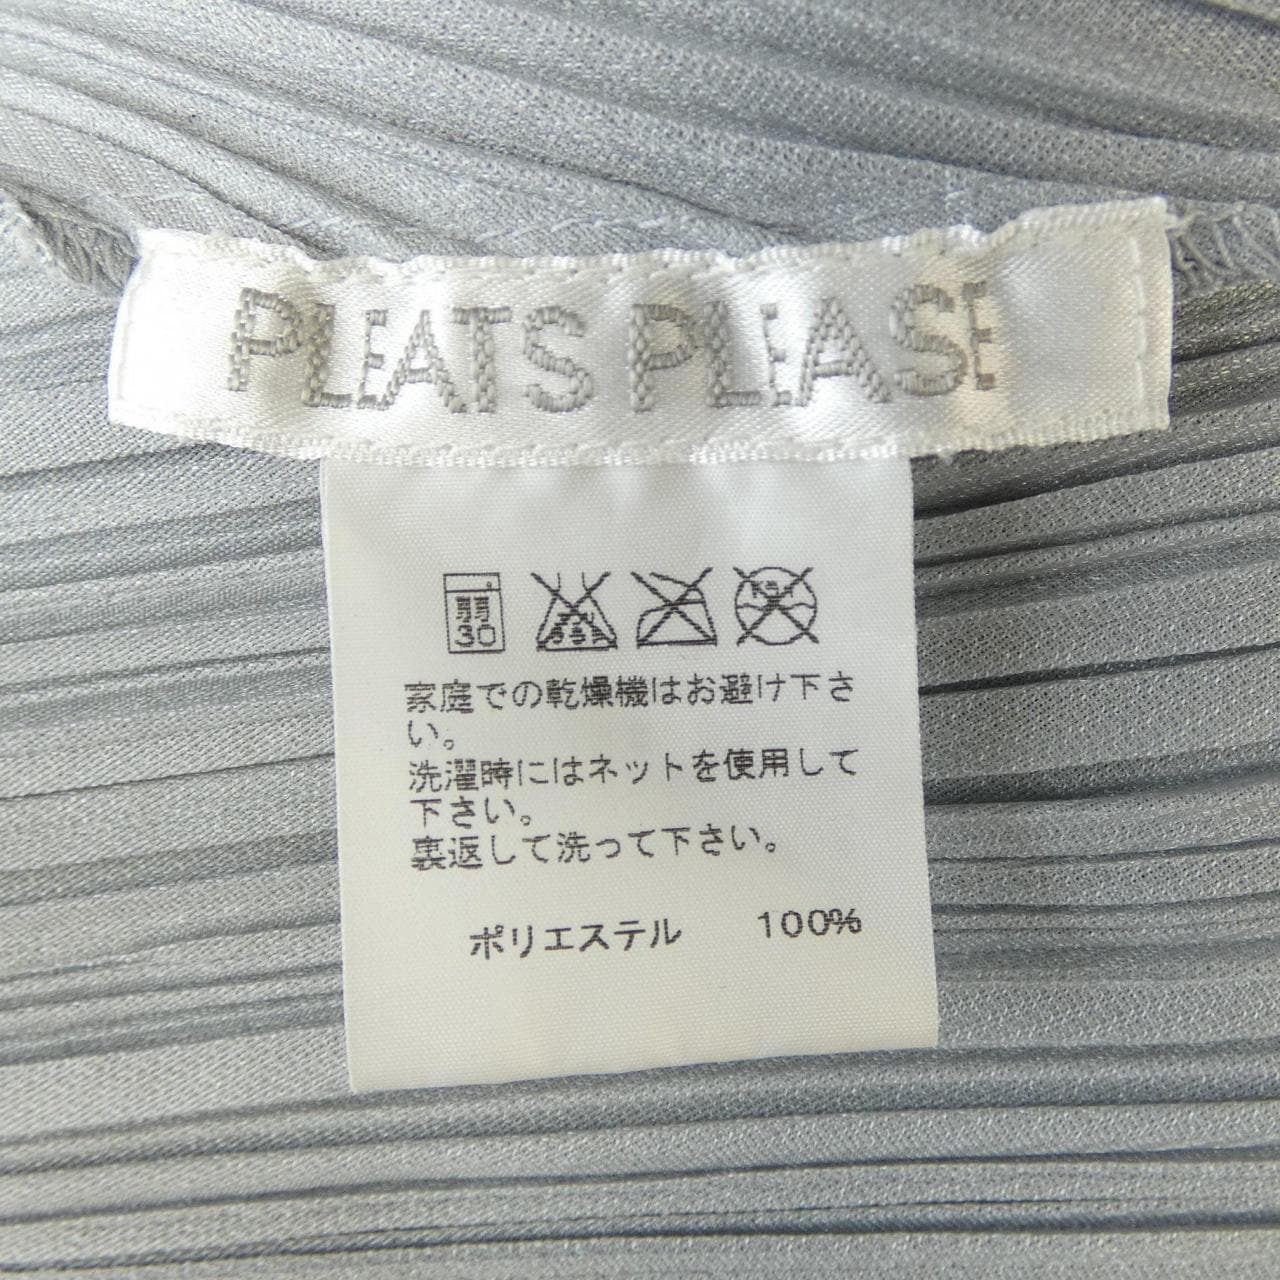 PLEATS PLEASE
弱
30
家庭での乾燥機はお避け下さ
い。
洗濯時にはネットを使用して
下さい。
裏返して洗って下さい。
ポリエステル 100%